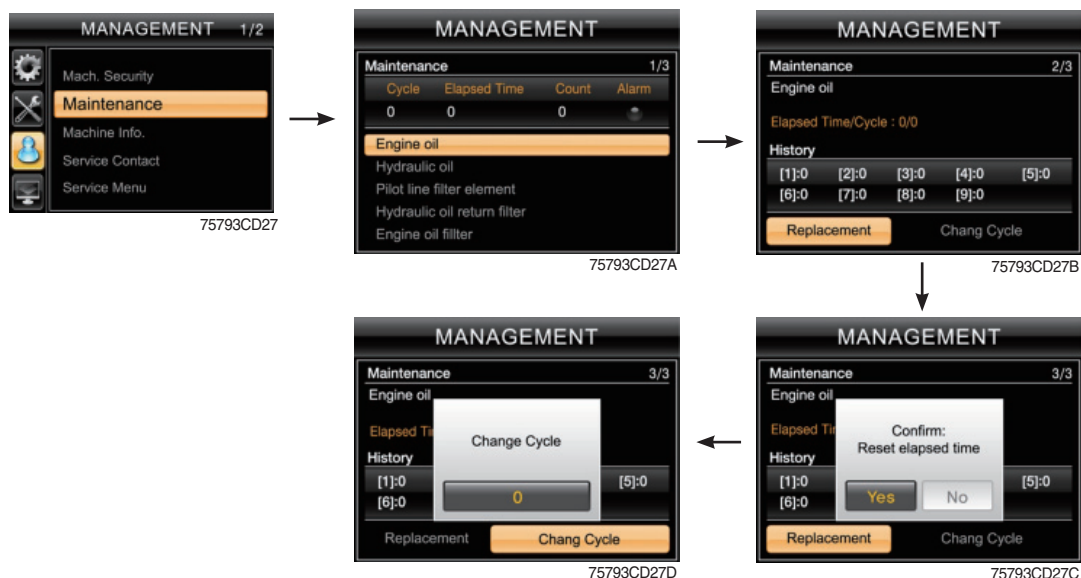 MANAGEMENT 1/2
Mach. Security
Maintenance
Machine Info.
Service Contact
Service Menu
75793CD27
MANAGEMENT
Maintenance 1/3
Cycle Elapsed Time Count Alarm
0 0 0
Engine oil
Hydraulic oil
Pilot line filter element
Hydraulic oil return filter
Engine oil fillter
75793CD27A
MANAGEMENT
Maintenance 2/3
Engine oil
Elapsed Time/Cycle : 0/0
History
[1]:0 [2]:0 [3]:0 [4]:0 [5]:0
[6]:0 [7]:0 [8]:0 [9]:0
Replacement Chang Cycle
75793CD27B
MANAGEMENT
Maintenance 3/3
Engine oil
Elapsed Ti
Change Cycle
History
[1]:0 [5]:0
[6]:0
0
Replacement Chang Cycle
75793CD27D
MANAGEMENT
Maintenance 3/3
Engine oil
Elapsed Ti
Confirm:
Reset elapsed time
History
[1]:0 [5]:0
[6]:0
Yes No
Replacement Chang Cycle
75793CD27C